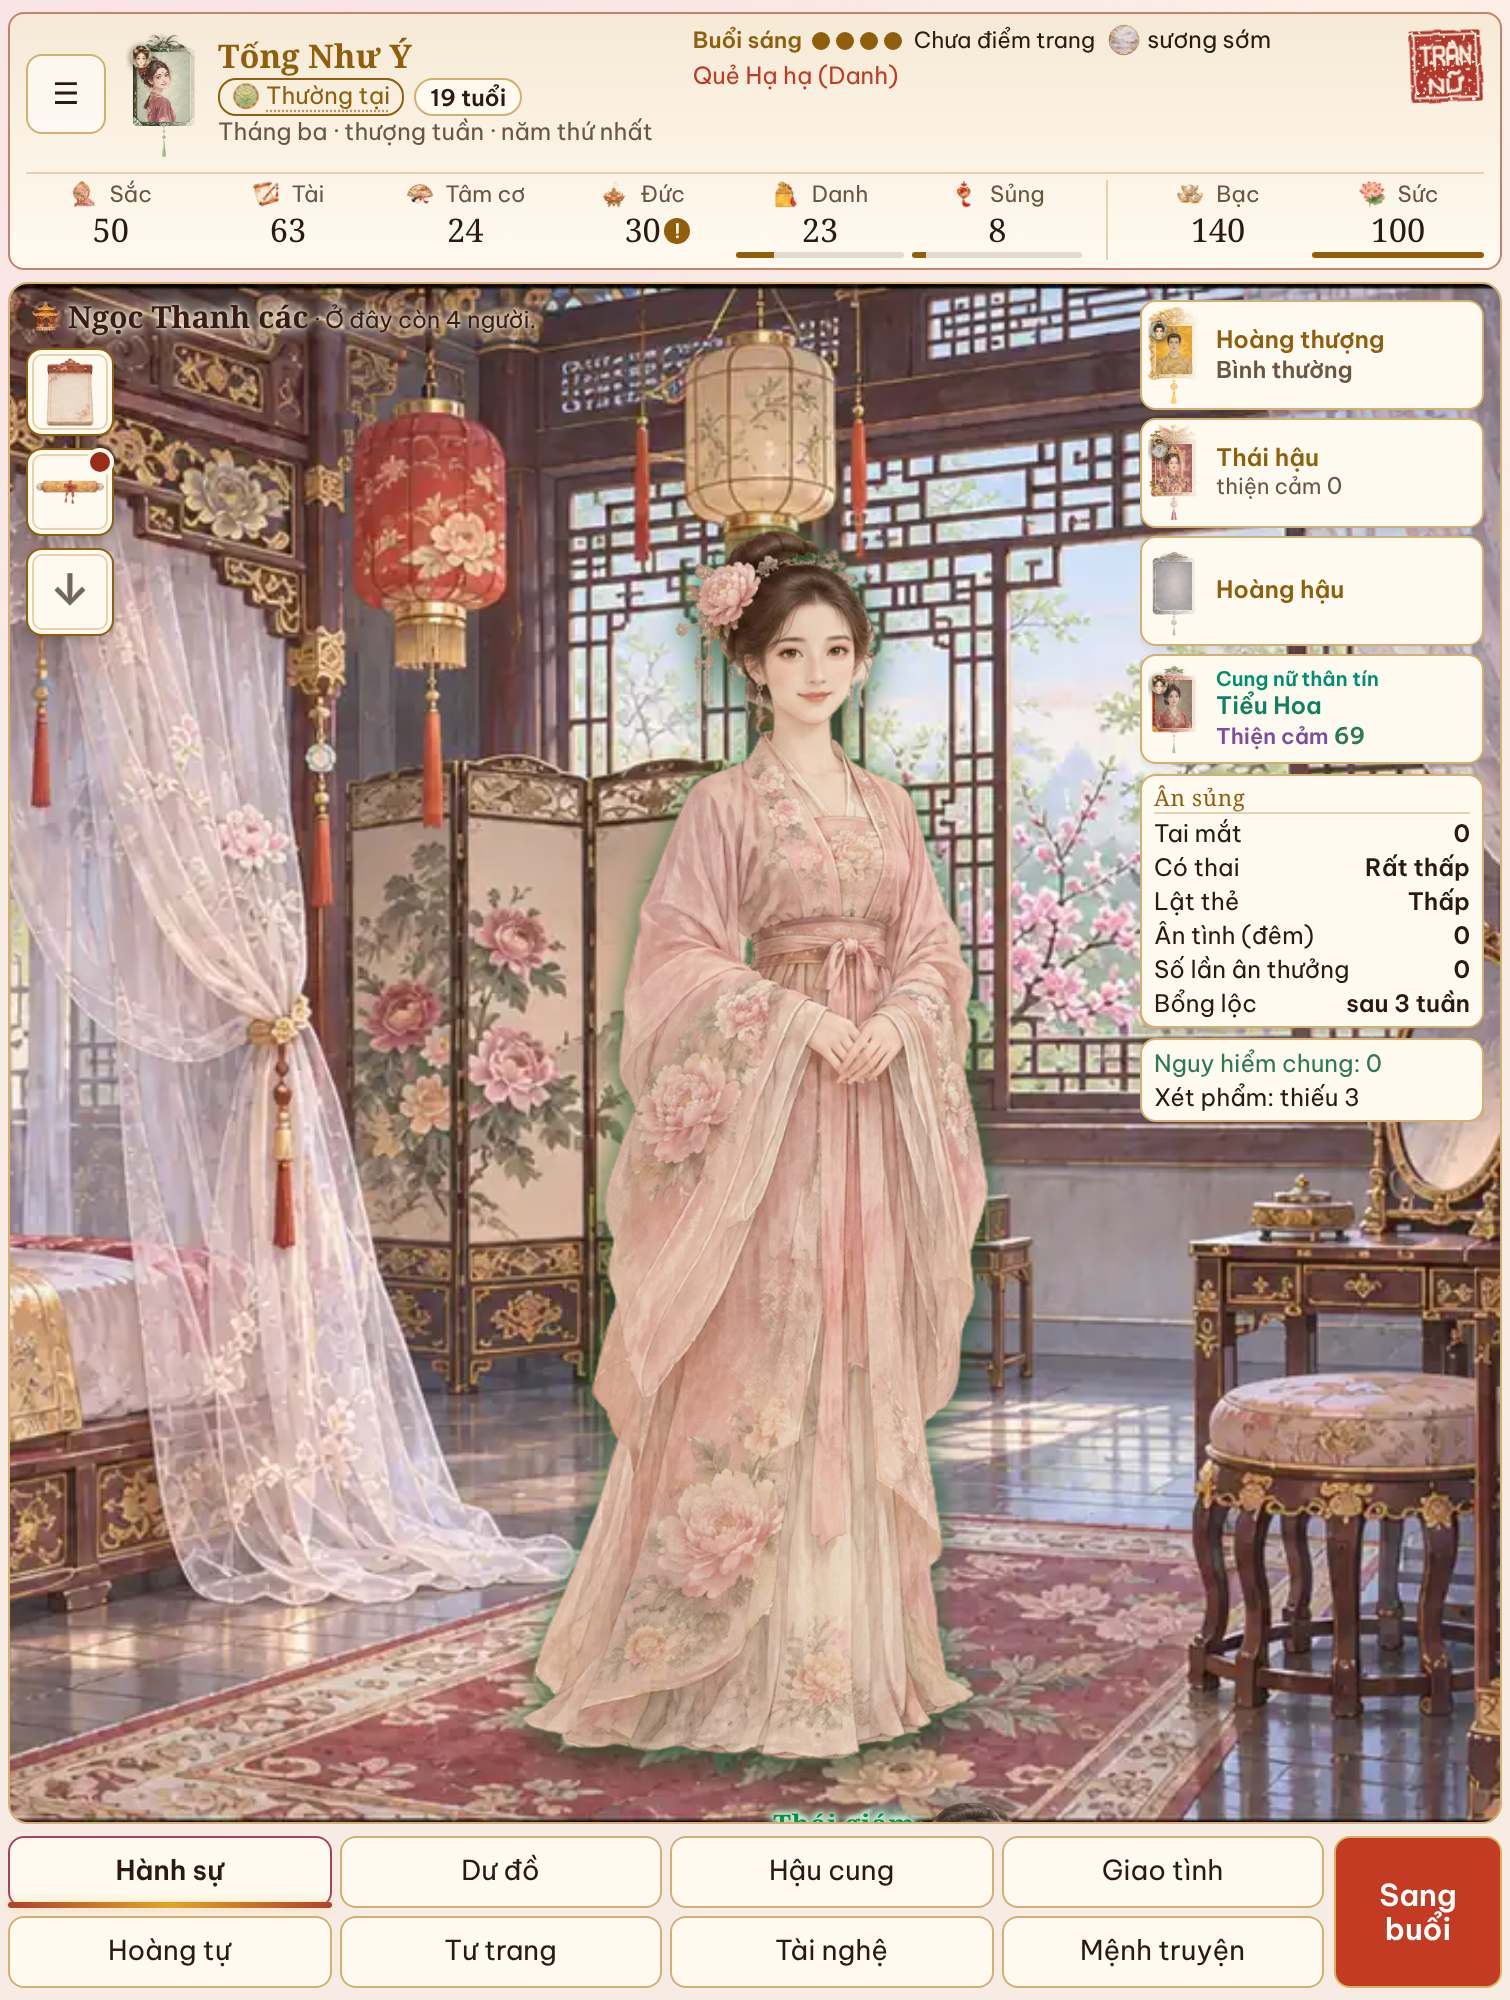 Tống Như Ý
Thường tại
19 tuổi
Tháng ba · thượng tuần · năm thứ nhất
Buổi sáng
Chưa điểm trang
sương sớm
Quẻ Hạ hạ (Danh)
TRÂN
NỮ
Sắc
50
Tài
63
Tâm cơ
24
Đức
30!
Danh
23
Sủng
8
Bạc
140
Sức
100
Ngọc Thanh các · Ở đây còn 4 người.
Hoàng thượng
Bình thường
Thái hậu
thiện cảm 0
Hoàng hậu
Cung nữ thân tín
Tiểu Hoa
Thiện cảm 69
Ân sủng
Tai mắt 0
Có thai Rất thấp
Lật thẻ Thấp
Ân tình (đêm) 0
Số lần ân thưởng 0
Bổng lộc sau 3 tuần
Nguy hiểm chung: 0
Xét phẩm: thiếu 3
Thái giám
Hành sự
Dư đồ
Hậu cung
Giao tình
Sang
buổi
Hoàng tự
Tư trang
Tài nghệ
Mệnh truyện